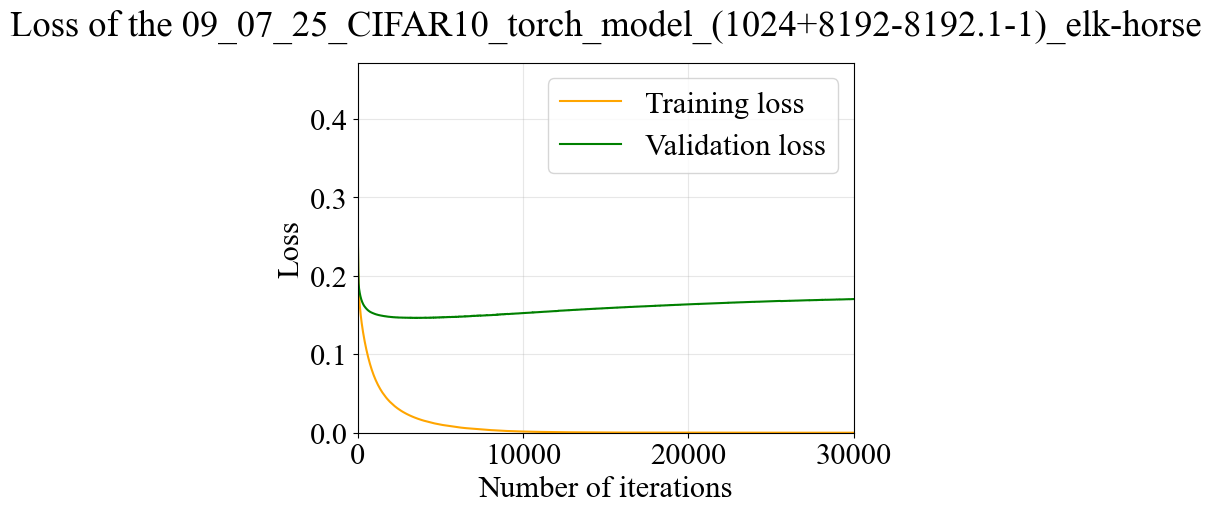 Loss of the 09_07_25_CIFAR10_torch_model_(1024+8192-8192.1-1)_elk-horse
Training loss
Validation loss
Loss
0.4
0.3
0.2
0.1
0.0
0 10000 20000 30000
Number of iterations